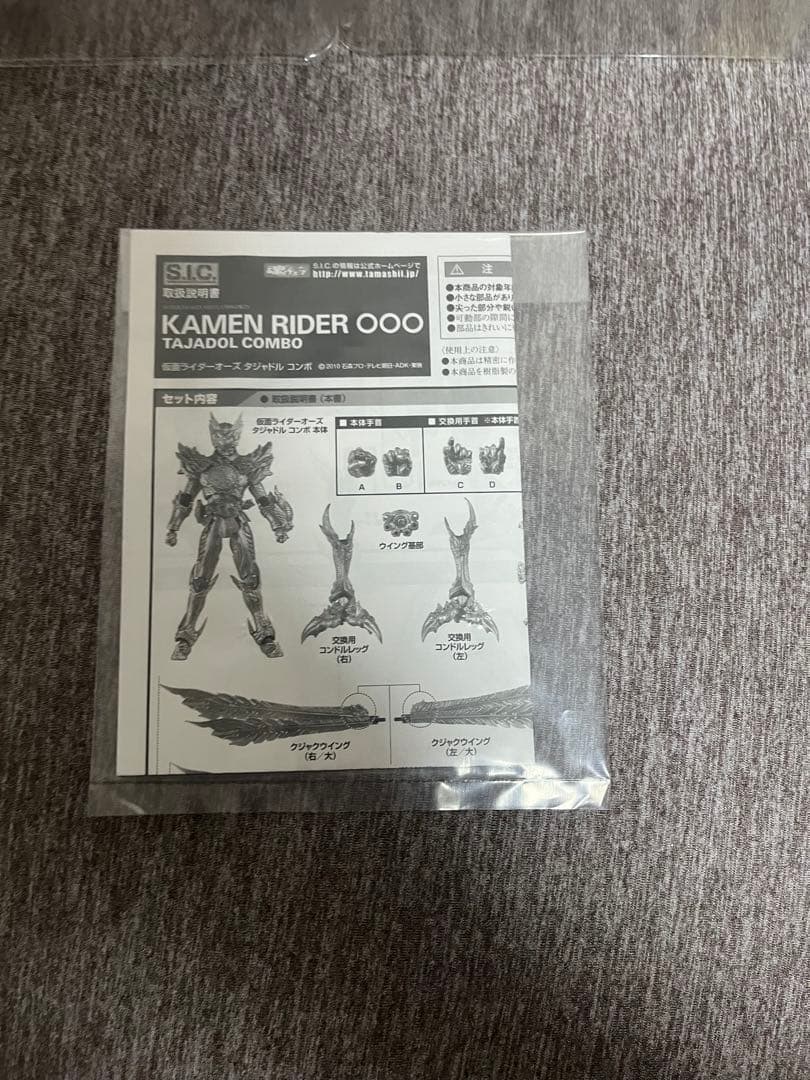 S.I.C.
取扱説明書
S.I.C.の情報は公式ホームページで
http://www.tamashii.jp/
KAMEN RIDER OOO
TAJADOL COMBO
仮面ライダーオーズ タジャドル コンボ ©2010 石森プロ・テレビ朝日・ADK・東映
注
●本商品の対象年
●小さな部品があり
●尖った部分や鋭い
●可動部の隙間に
●部品はきれいに
〈使用上の注意〉
●本商品は精密に作
●本商品を樹脂製の
セット内容
●取扱説明書(本書)
仮面ライダーオーズ
タジャドル コンボ 本体
■本体手首
A
B
■交換用手首 ※本体手首
C
D
ウイング基部
交換用
コンドルレッグ
(右)
交換用
コンドルレッグ
(左)
クジャクウイング
(右/大)
クジャクウイング
(左/大)